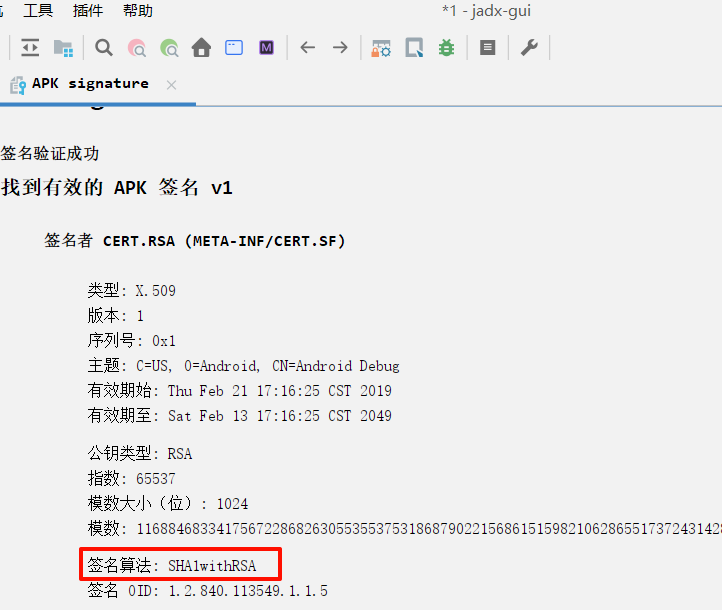 工具 插件 帮助 *1 - jadx-gui
APK signature
签名验证成功
找到有效的 APK 签名 v1
签名者 CERT.RSA (META-INF/CERT.SF)
类型: X.509
版本: 1
序列号: 0x1
主题: C=US, O=Android, CN=Android Debug
有效期始: Thu Feb 21 17:16:25 CST 2019
有效期至: Sat Feb 13 17:16:25 CST 2049
公钥类型: RSA
指数: 65537
模数大小（位）: 1024
模数: 11688468334175672286826305535537531868790221568615159821062865517372431428
签名算法: SHA1withRSA
签名 OID: 1.2.840.113549.1.1.5